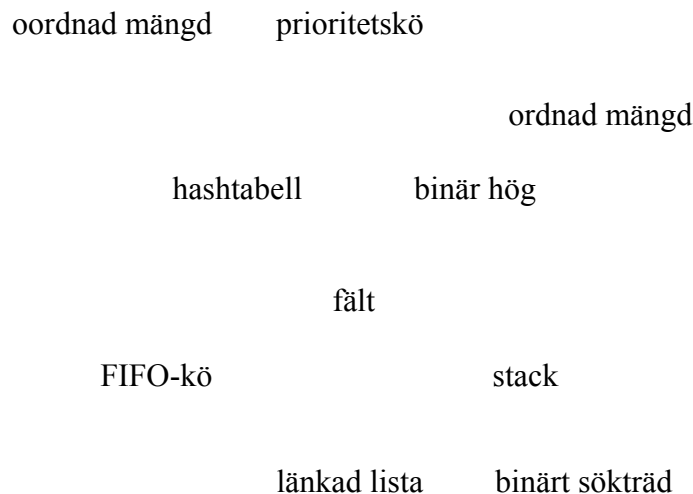 oordnad mängd prioritetskö
ordnad mängd
hashtabell binär hög
fält
FIFO-kö stack
länkad lista binärt sökträd